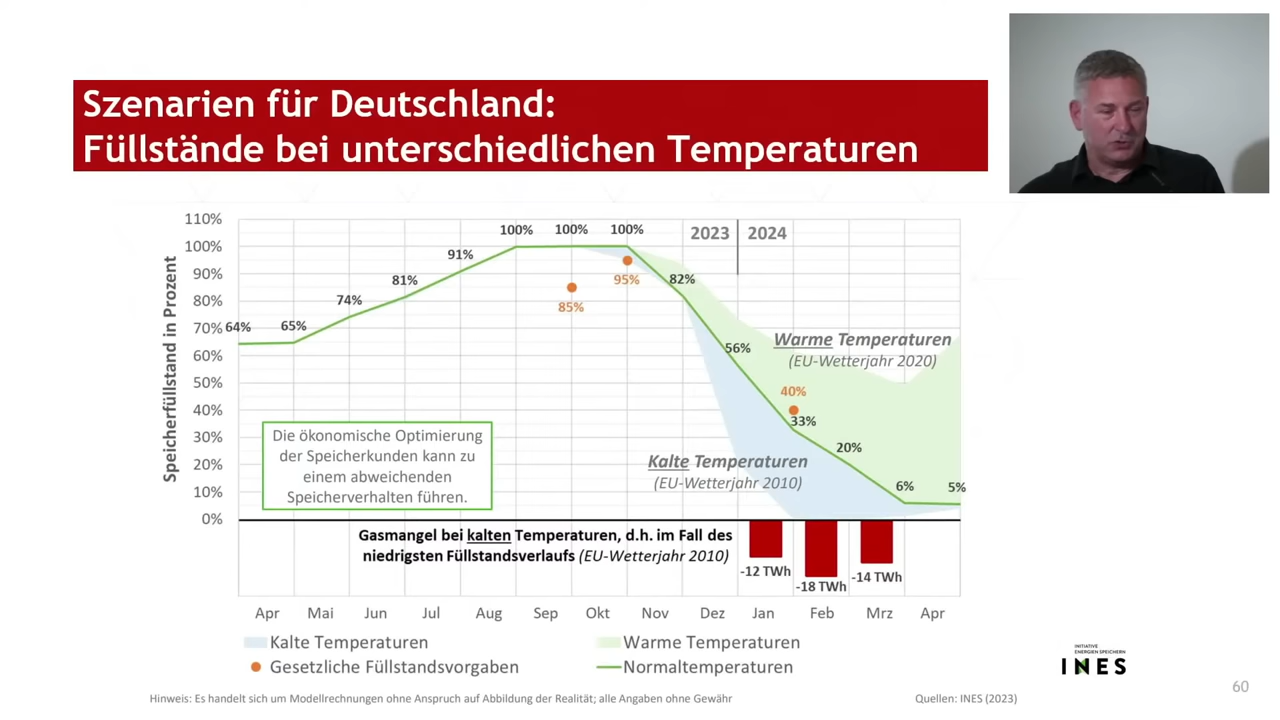 Szenarien für Deutschland:
Füllstände bei unterschiedlichen Temperaturen
Speicherfüllstand in Prozent
110%
100%
90%
80%
70%
60%
50%
40%
30%
20%
10%
0%
64%
65%
74%
81%
91%
100%
100%
100%
82%
56%
33%
20%
6%
5%
85%
95%
40%
2023
2024
Warme Temperaturen
(EU-Wetterjahr 2020)
Kalte Temperaturen
(EU-Wetterjahr 2010)
Die ökonomische Optimierung
der Speicherkunden kann zu
einem abweichenden
Speicherverhalten führen.
Gasmangel bei kalten Temperaturen, d.h. im Fall des
niedrigsten Füllstandsverlaufs (EU-Wetterjahr 2010)
-12 TWh
-18 TWh
-14 TWh
Apr
Mai
Jun
Jul
Aug
Sep
Okt
Nov
Dez
Jan
Feb
Mrz
Apr
Kalte Temperaturen
Warme Temperaturen
Gesetzliche Füllstandsvorgaben
Normaltemperaturen
INITIATIVE
ENERGIEN SPEICHERN
INES
60
Hinweis: Es handelt sich um Modellrechnungen ohne Anspruch auf Abbildung der Realität; alle Angaben ohne Gewähr
Quellen: INES (2023)